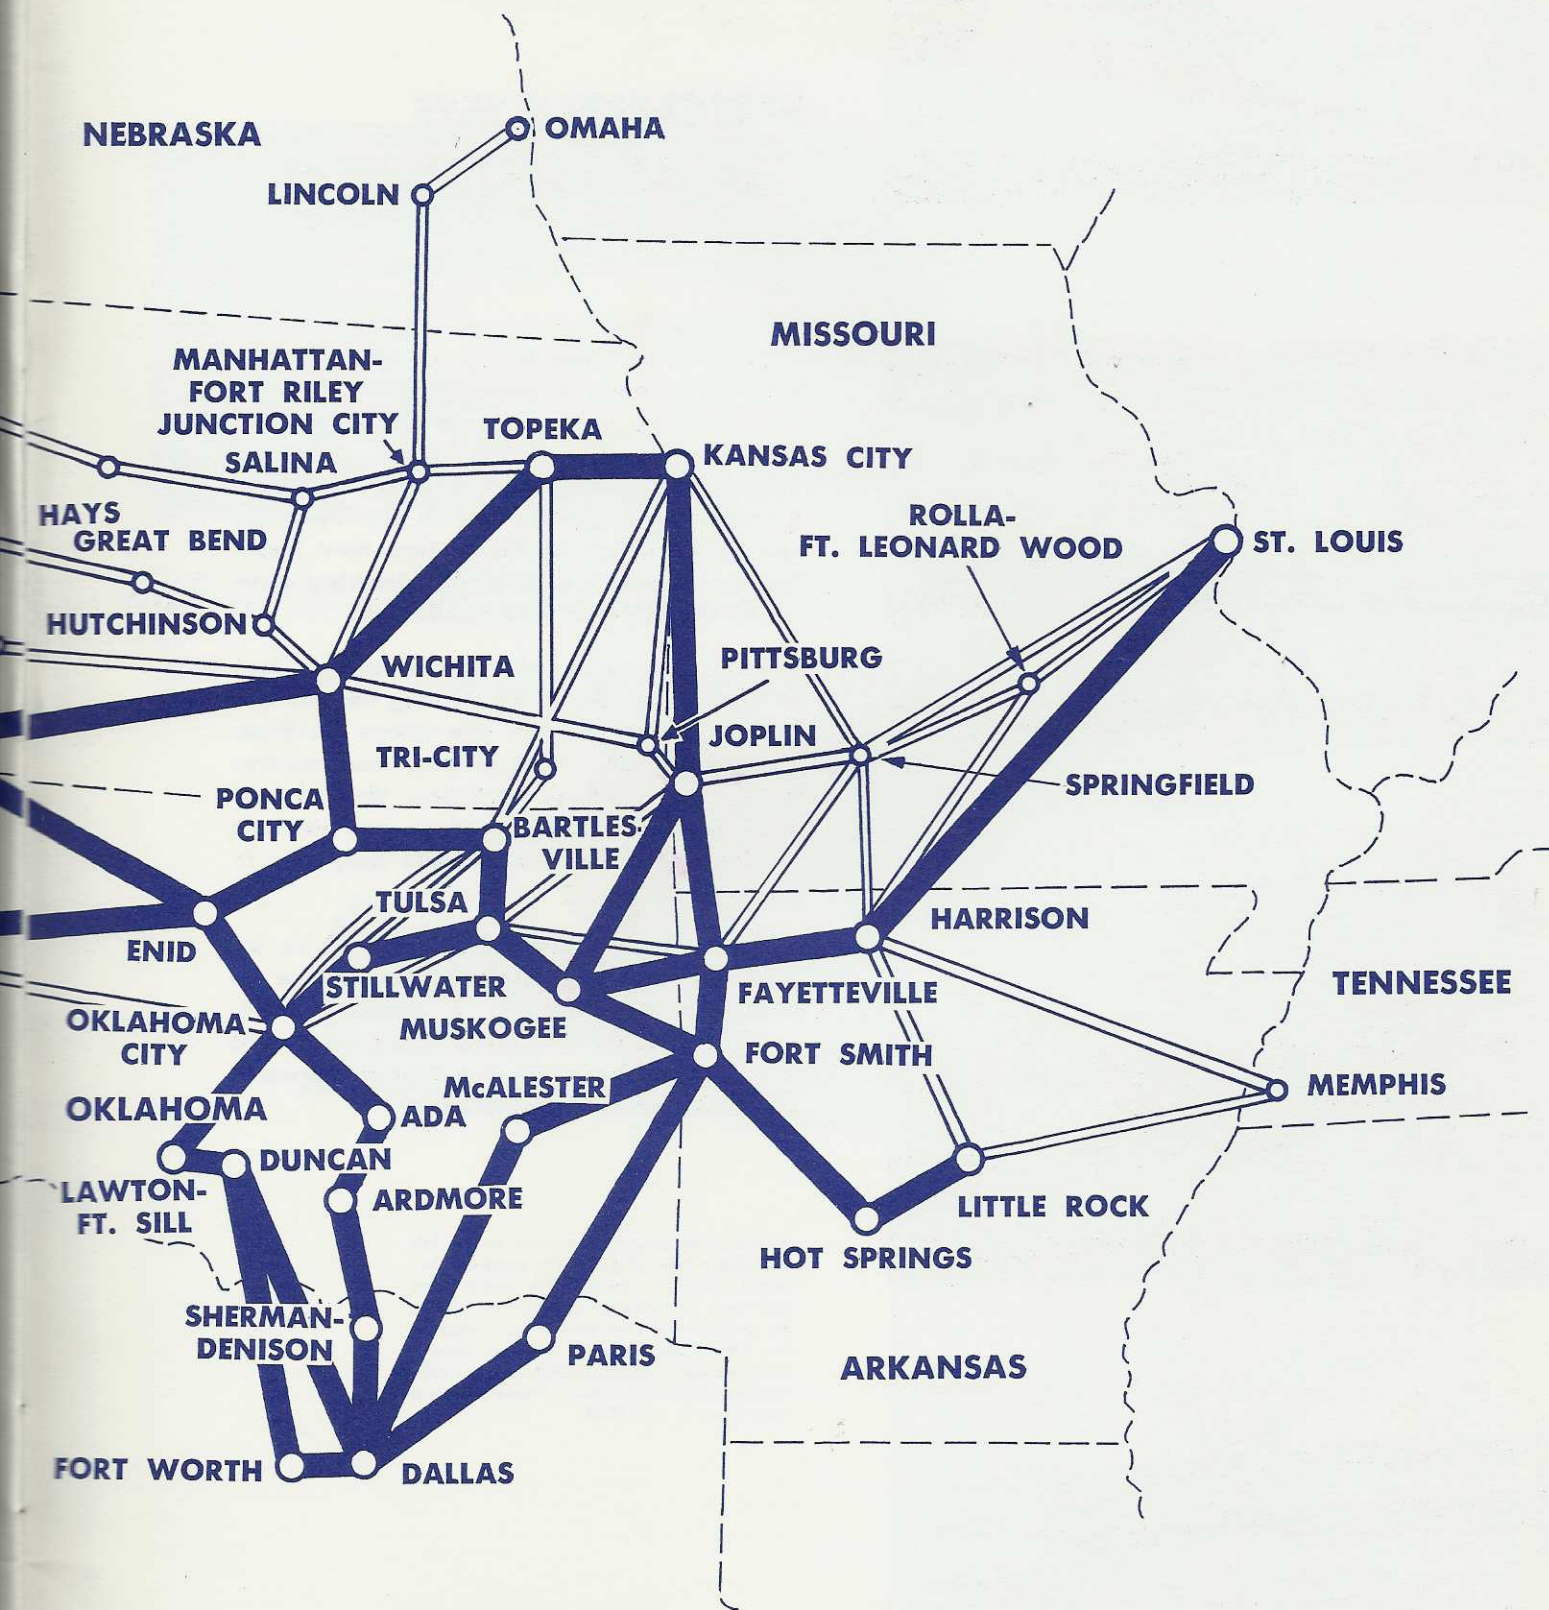 NEBRASKA
OMAHA
LINCOLN
MISSOURI
MANHATTAN-
FORT RILEY
JUNCTION CITY
TOPEKA
KANSAS CITY
SALINA
HAYS
GREAT BEND
ROLLA-
FT. LEONARD WOOD
ST. LOUIS
HUTCHINSON
WICHITA
PITTSBURG
TRI-CITY
JOPLIN
SPRINGFIELD
PONCA
CITY
BARTLES-
VILLE
TULSA
HARRISON
ENID
STILLWATER
TENNESSEE
FAYETTEVILLE
OKLAHOMA
CITY
MUSKOGEE
FORT SMITH
McALESTER
MEMPHIS
OKLAHOMA
ADA
DUNCAN
LAWTON-
FT. SILL
ARDMORE
LITTLE ROCK
HOT SPRINGS
SHERMAN-
DENISON
PARIS
ARKANSAS
FORT WORTH
DALLAS